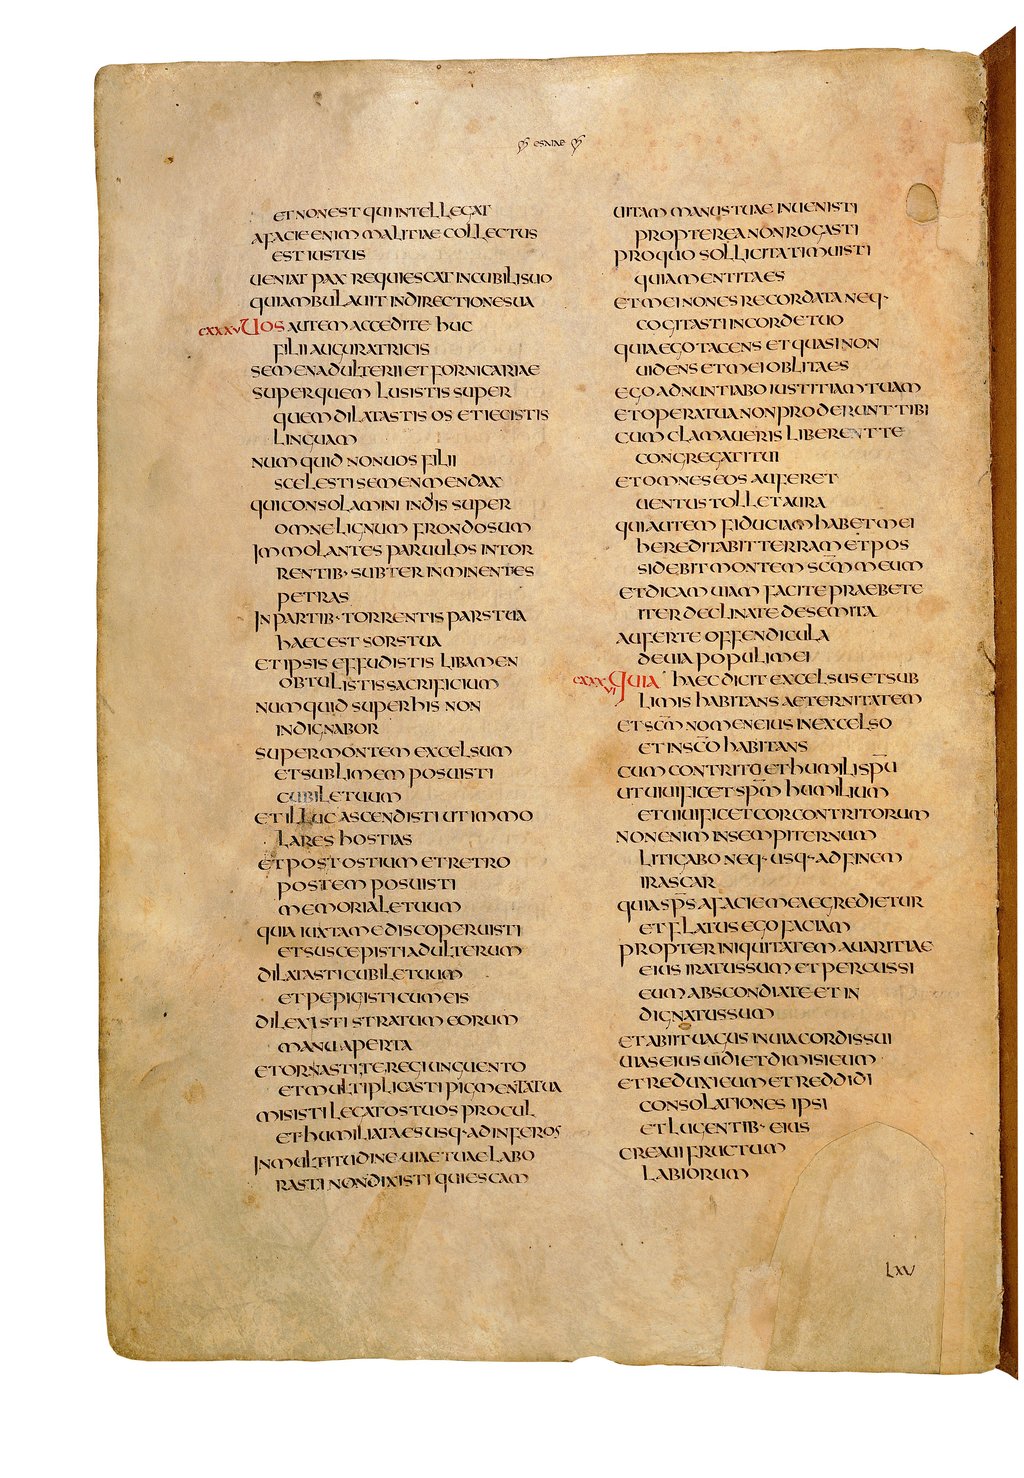 ESAIAE
ET NON EST QUI INTELLEGAT
A FACIE ENIM MALITIAE COLLECTUS
EST IUSTUS
UENIAT PAX REQUIESCAT IN CUBILI SUO
QUI AMBULAUIT IN DIRECTIONE SUA
CXXXV UOS AUTEM ACCEDITE HUC
FILII AUGURATRICIS
SEMEN ADULTERII ET FORNICARIAE
SUPER QUEM LUSISTIS SUPER
QUEM DILATASTIS OS ET IECISTIS
LINGUAM
NUMQUID NON UOS FILII
SCELESTI SEMEN MENDAX
QUI CONSOLAMINI IN DIS SUPER
OMNE LIGNUM FRONDOSUM
IMMOLANTES PARUULOS IN TOR
RENTIB· SUBTER INMINENTES
PETRAS
IN PARTIB· TORRENTIS PARS TUA
HAEC EST SORS TUA
ET IPSIS EFFUDISTIS LIBAMEN
OBTULISTIS SACRIFICIUM
NUMQUID SUPER HIS NON
INDIGNABOR
SUPER MONTEM EXCELSUM
ET SUBLIMEM POSUISTI
CUBILE TUUM
ET ILLUC ASCENDISTI UT IMMO
LARES HOSTIAS
ET POST OSTIUM ET RETRO
POSTEM POSUISTI
MEMORIALE TUUM
QUIA IUXTA ME DISCOPERUISTI
ET SUSCEPISTI ADULTERUM
DILATASTI CUBILE TUUM
ET PEPIGISTI CUM EIS
DILEXISTI STRATUM EORUM
MANU APERTA
ET ORNASTI TE REGI UNGUENTO
ET MULTIPLICASTI PIGMENTA TUA
MISISTI LEGATOS TUOS PROCUL
ET HUMILIATA ES USQ· AD INFEROS
IN MULTITUDINE UIAE TUAE LABO
RASTI NON DIXISTI QUIESCAM
UITAM MANUS TUAE INUENISTI
PROPTEREA NON ROGASTI
PRO QUO SOLLICITA TIMUISTI
QUIA MENTITA ES
ET MEI NON ES RECORDATA NEQ·
COGITASTI IN CORDE TUO
QUIA EGO TACENS ET QUASI NON
UIDENS ET MEI OBLITA ES
EGO ADNUNTIABO IUSTITIAM TUAM
ET OPERA TUA NON PRODERUNT TIBI
CUM CLAMAUERIS LIBERENT TE
CONGREGATI TUI
ET OMNES EOS AUFERET
UENTUS TOLLET AURA
QUI AUTEM FIDUCIAM HABET MEI
HEREDITABIT TERRAM ET POS
SIDEBIT MONTEM SC̄M MEUM
ET DICAM UIAM FACITE PRAEBETE
ITER DECLINATE DE SEMITA
AUFERTE OFFENDICULA
DE UIA POPULI MEI
CXXXVI QUIA HAEC DICIT EXCELSUS ET SUB
LIMIS HABITANS AETERNITATEM
ET SC̄M NOMEN EIUS IN EXCELSO
ET IN SC̄O HABITANS
CUM CONTRITO ET HUMILI SPŪ
UT UIUIFICET SPM̄ HUMILIUM
ET UIUIFICET COR CONTRITORUM
NON ENIM IN SEMPITERNUM
LITIGABO NEQ· USQ· AD FINEM
IRASCAR
QUIA SPS̄ A FACIE MEA EGREDIETUR
ET FLATUS EGO FACIAM
PROPTER INIQUITATEM AUARITIAE
EIUS IRATUS SUM ET PERCUSSI
EUM ABSCONDI A TE ET IN
DIGNATUS SUM
ET ABIIT UAGUS IN UIA CORDIS SUI
UIAS EIUS UIDI ET DIMISI EUM
ET REDUXI EUM ET REDDIDI
CONSOLATIONES IPSI
ET LUGENTIB· EIUS
CREAUI FRUCTUM
LABIORUM
LXV